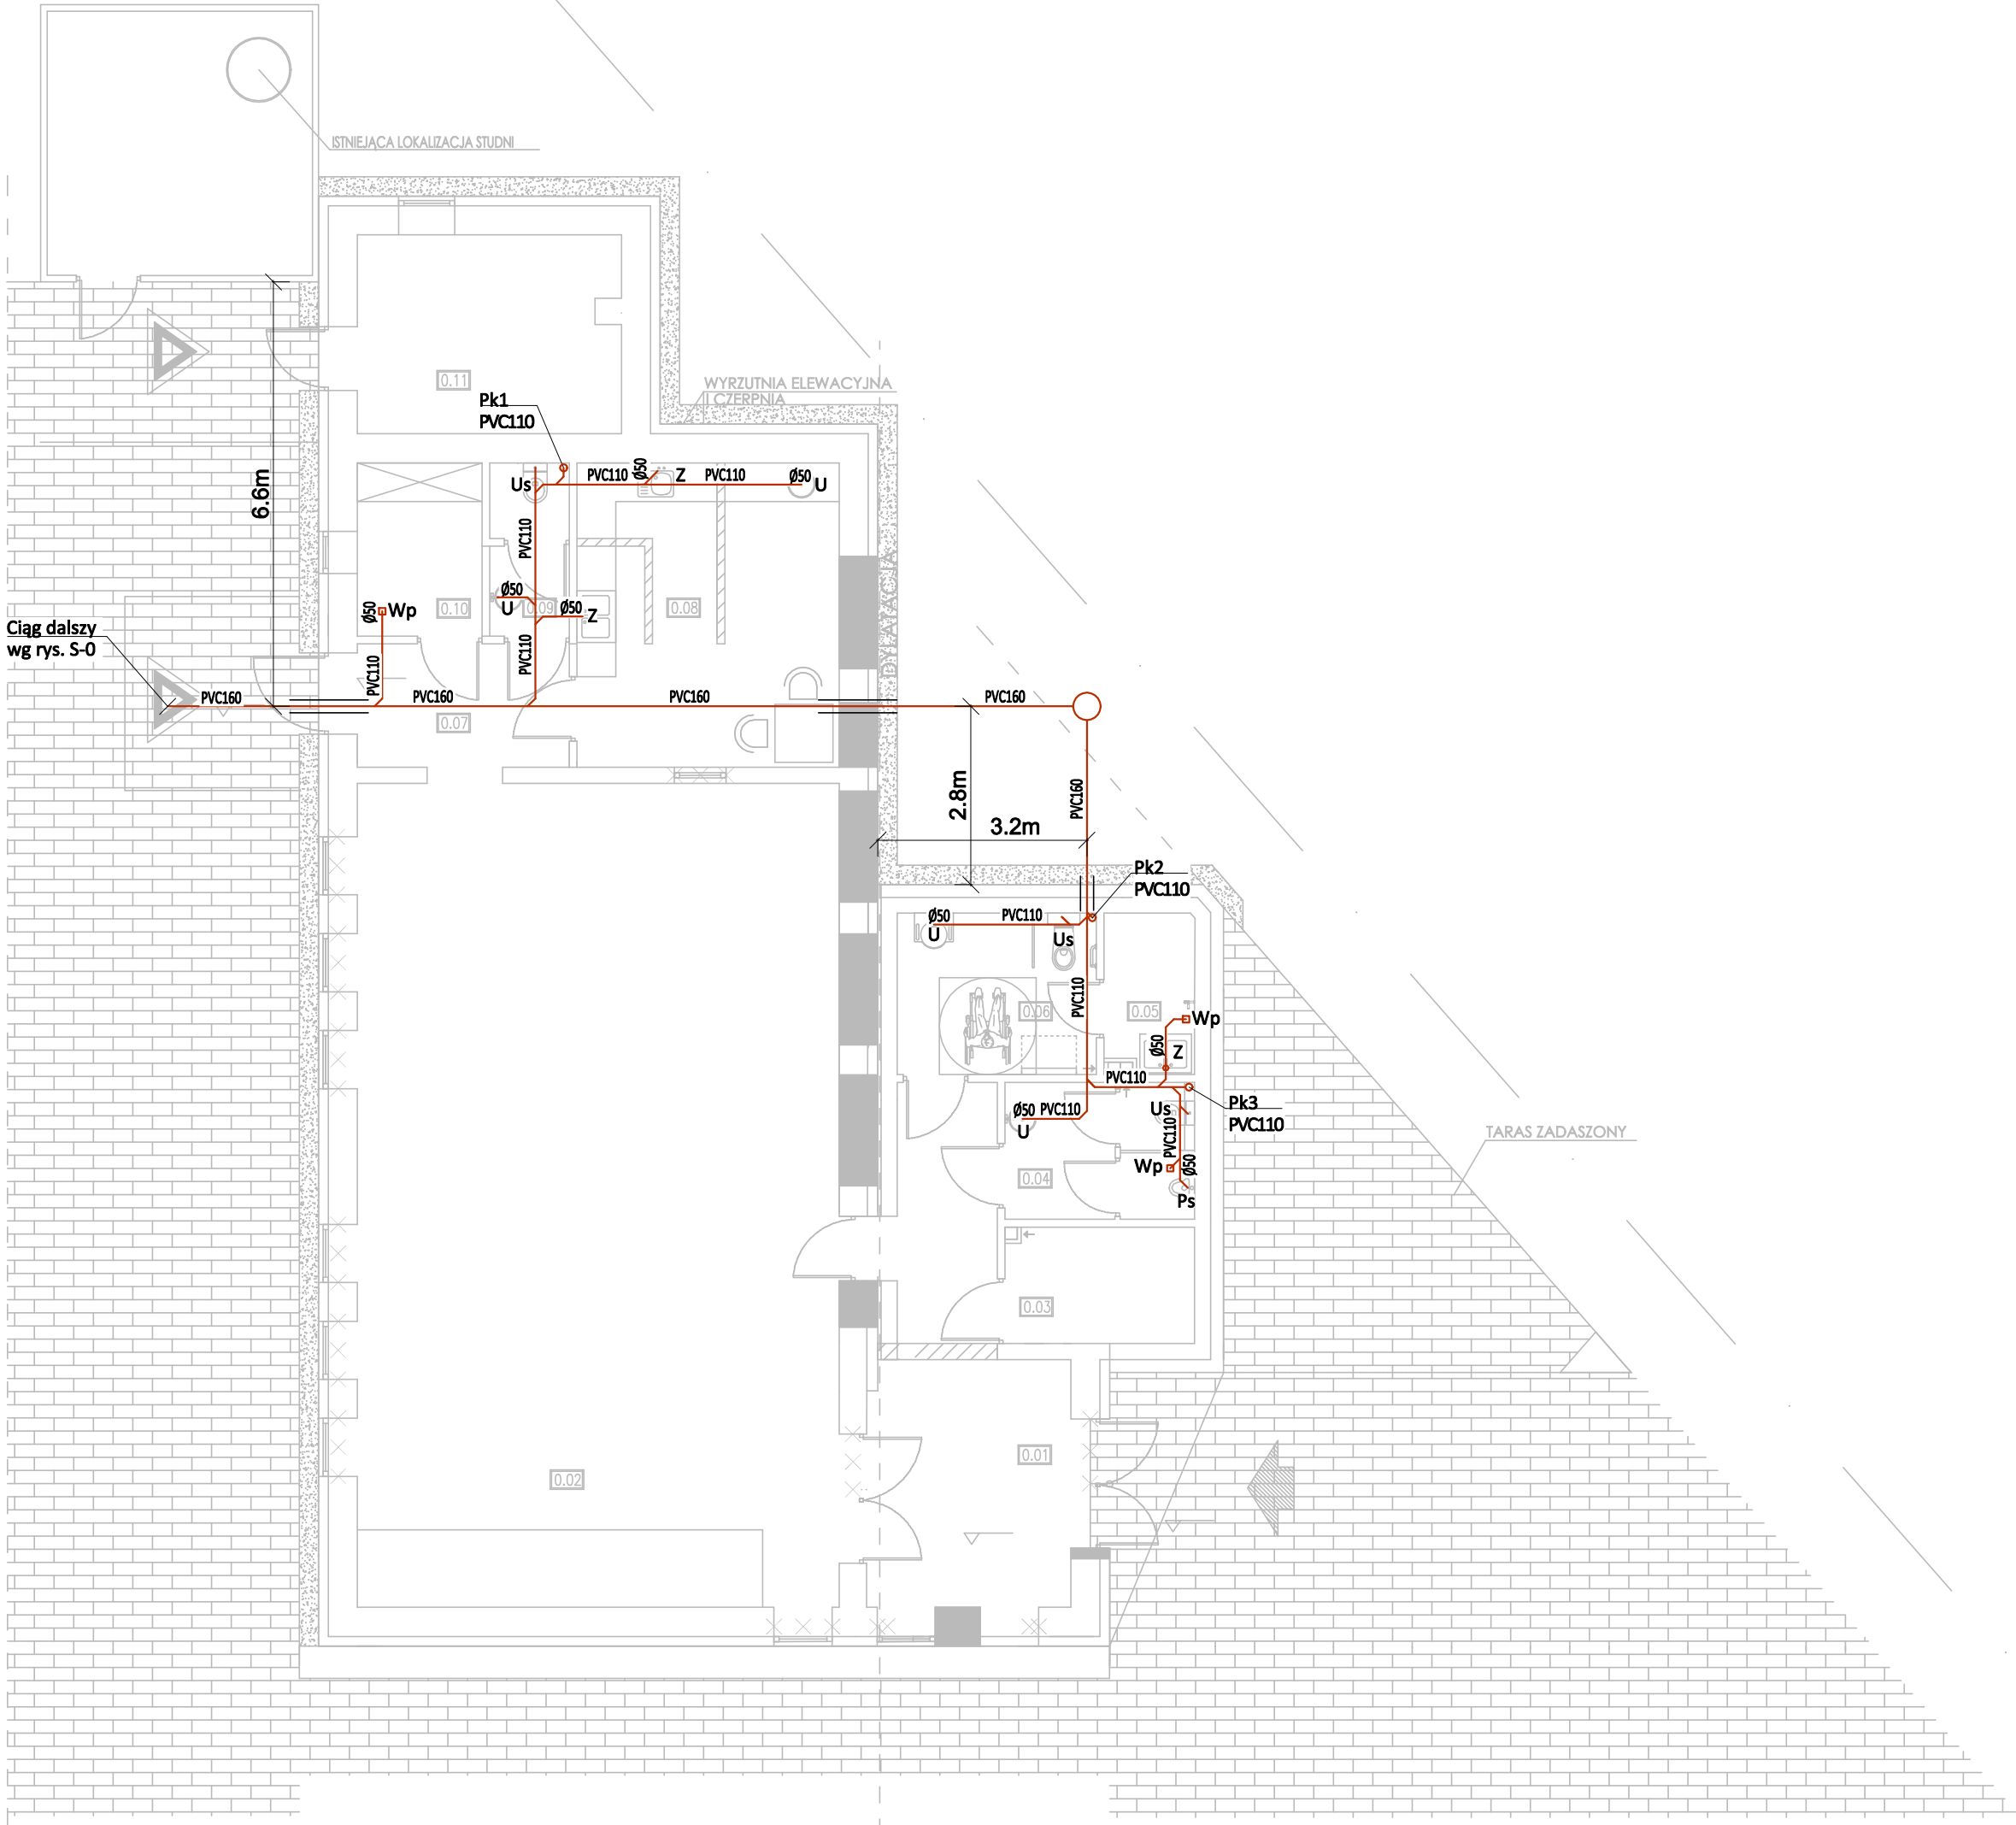 ISTNIEJĄCA LOKALIZACJA STUDNI
WYRZUTNIA ELEWACYJNA
I CZERPNIA
0.11
Pk1
PVC110
6.6m
Us
PVC110
Ø50
Z
PVC110
Ø50
U
PVC110
DYLATACJA
Ø50
Wp
0.10
Ø50
U
0.09
Ø50
Z
0.08
Ciąg dalszy
wg rys. S-0
PVC110
PVC110
PVC160
PVC160
PVC160
PVC160
0.07
2.8m
3.2m
PVC160
Pk2
PVC110
Ø50
U
PVC110
Us
PVC110
0.06
0.05
Wp
Ø50
Z
PVC110
Ø50
U
PVC110
Us
Pk3
PVC110
PVC110
TARAS ZADASZONY
Wp
Ø50
0.04
Ps
0.03
0.01
0.02